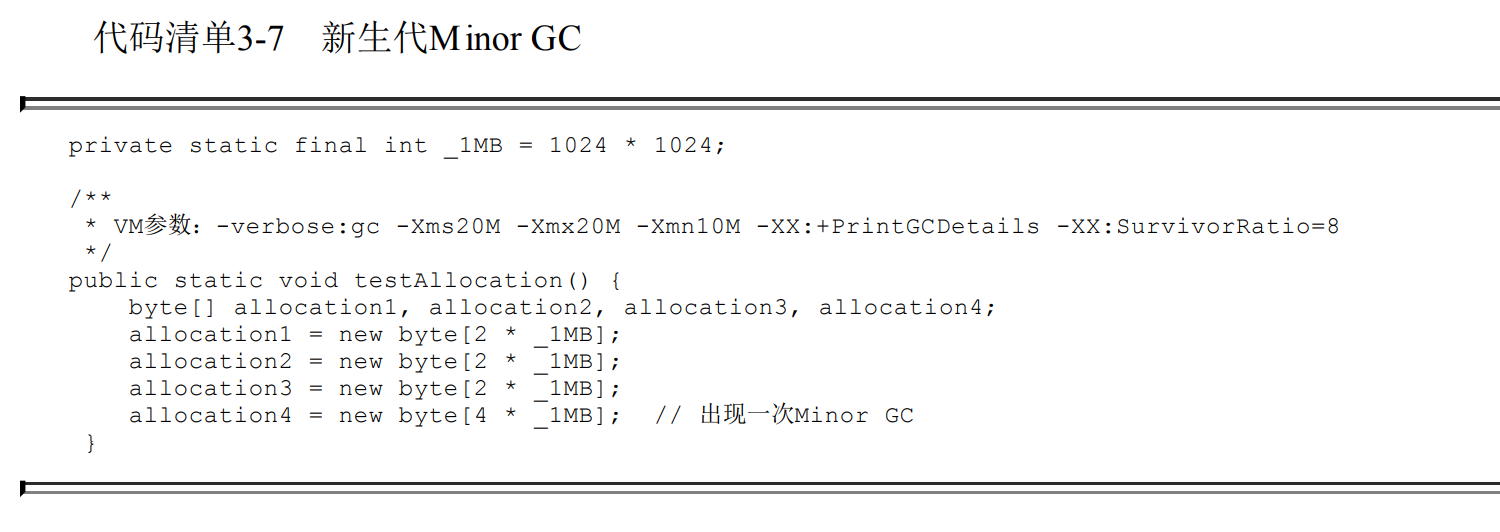 代码清单3-7 新生代Minor GC
private static final int _1MB = 1024 * 1024;
/**
 * VM参数：-verbose:gc -Xms20M -Xmx20M -Xmn10M -XX:+PrintGCDetails -XX:SurvivorRatio=8
 */
public static void testAllocation() {
    byte[] allocation1, allocation2, allocation3, allocation4;
    allocation1 = new byte[2 * _1MB];
    allocation2 = new byte[2 * _1MB];
    allocation3 = new byte[2 * _1MB];
    allocation4 = new byte[4 * _1MB];  // 出现一次Minor GC
 }